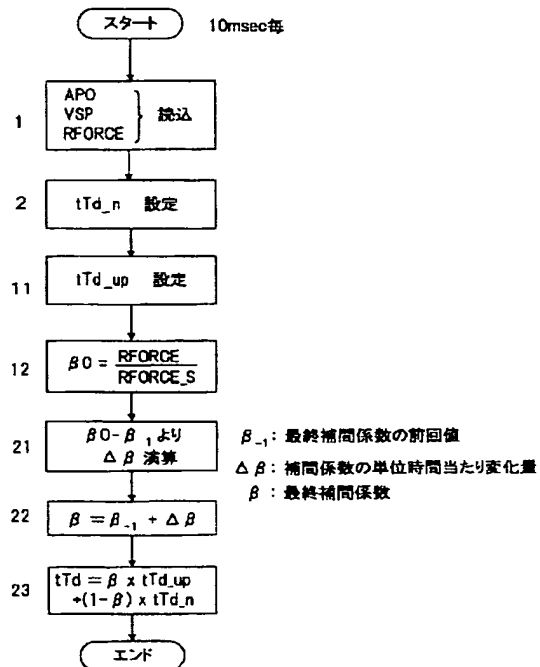 スタート
10msec毎
1
APO
VSP
RFORCE
読込
2
tTd_n 設定
11
tTd_up 設定
12
β0 = RFORCE
RFORCE_S
21
β0-β₋₁ より
Δβ 演算
β₋₁: 最終補間係数の前回値
Δβ: 補間係数の単位時間当たり変化量
β : 最終補間係数
22
β = β₋₁ + Δβ
23
tTd = β x tTd_up
+(1-β) x tTd_n
エンド